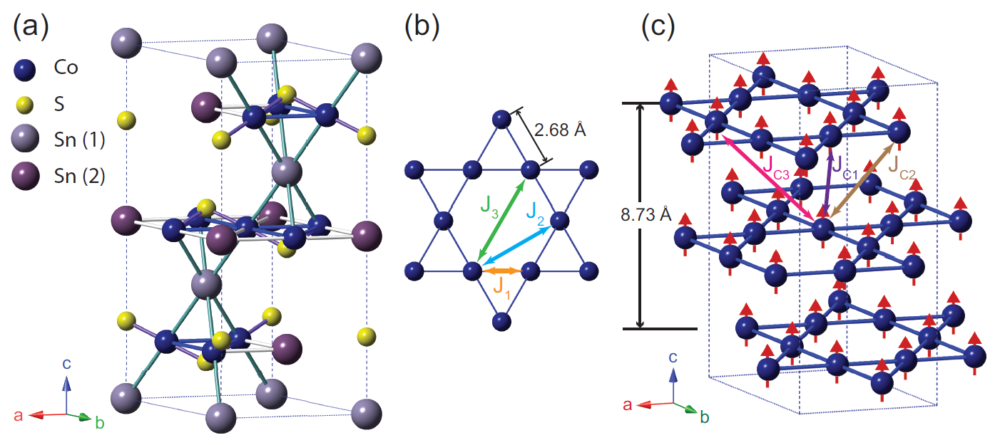 (a)
Co
S
Sn (1)
Sn (2)
c
a
b
(b)
2.68 Å
J3
J2
J1
(c)
JC3
JC1
JC2
8.73 Å
c
a
b